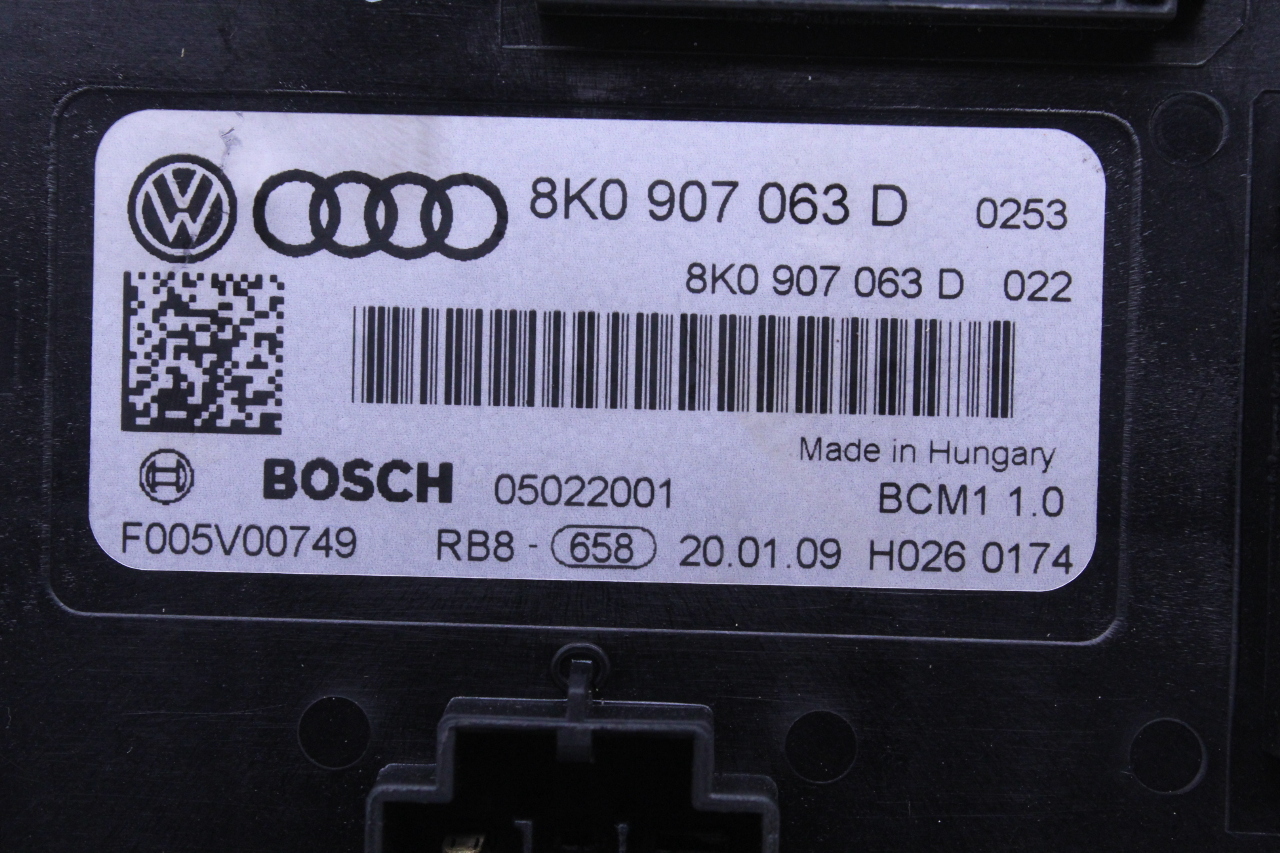 8K0 907 063 D 0253
8K0 907 063 D 022
Made in Hungary
BOSCH 05022001 BCM1 1.0
F005V00749 RB8 - 658 20.01.09 H026 0174